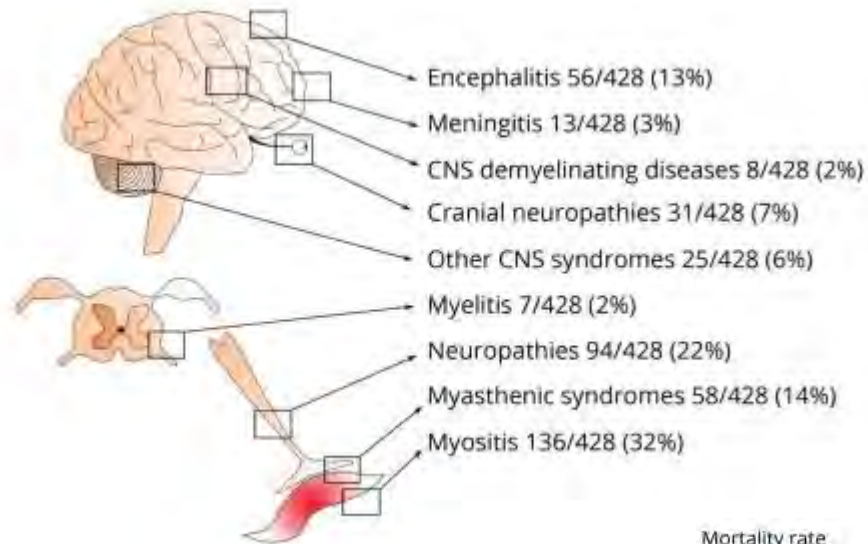 Encephalitis 56/428 (13%)
Meningitis 13/428 (3%)
CNS demyelinating diseases 8/428 (2%)
Cranial neuropathies 31/428 (7%)
Other CNS syndromes 25/428 (6%)
Myelitis 7/428 (2%)
Neuropathies 94/428 (22%)
Myasthenic syndromes 58/428 (14%)
Myositis 136/428 (32%)
Mortality rate